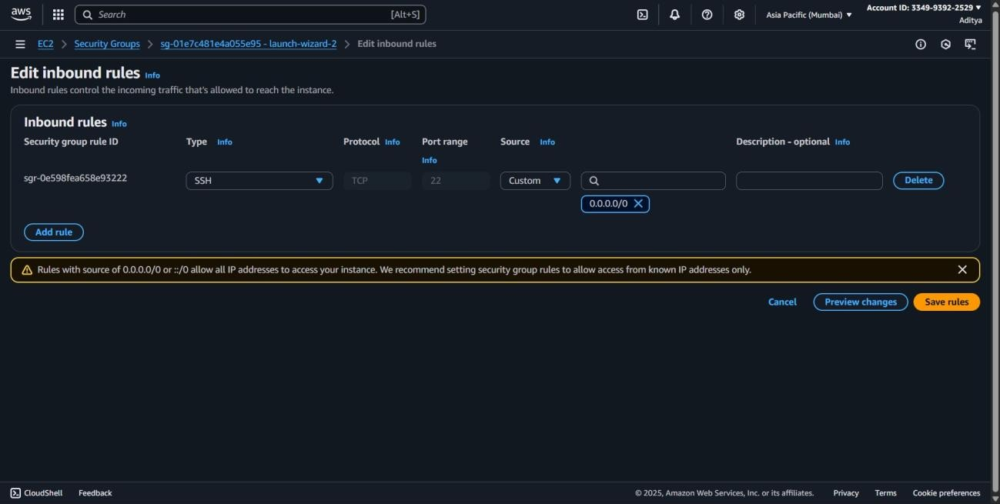 aws Search [Alt+S] Asia Pacific (Mumbai) Account ID: 3349-9392-2529
Aditya
EC2 Security Groups sg-01e7c481e4a055e95 - launch-wizard-2 Edit inbound rules
Edit inbound rules Info
Inbound rules control the incoming traffic that's allowed to reach the instance.
Inbound rules Info
Security group rule ID Type Info Protocol Info Port range Source Info Description - optional Info
Info
sgr-0e598fea658e93222 SSH TCP 22 Custom Delete
0.0.0.0/0
Add rule
Rules with source of 0.0.0.0/0 or ::/0 allow all IP addresses to access your instance. We recommend setting security group rules to allow access from known IP addresses only.
Cancel Preview changes Save rules
CloudShell Feedback © 2025, Amazon Web Services, Inc. or its affiliates. Privacy Terms Cookie preferences